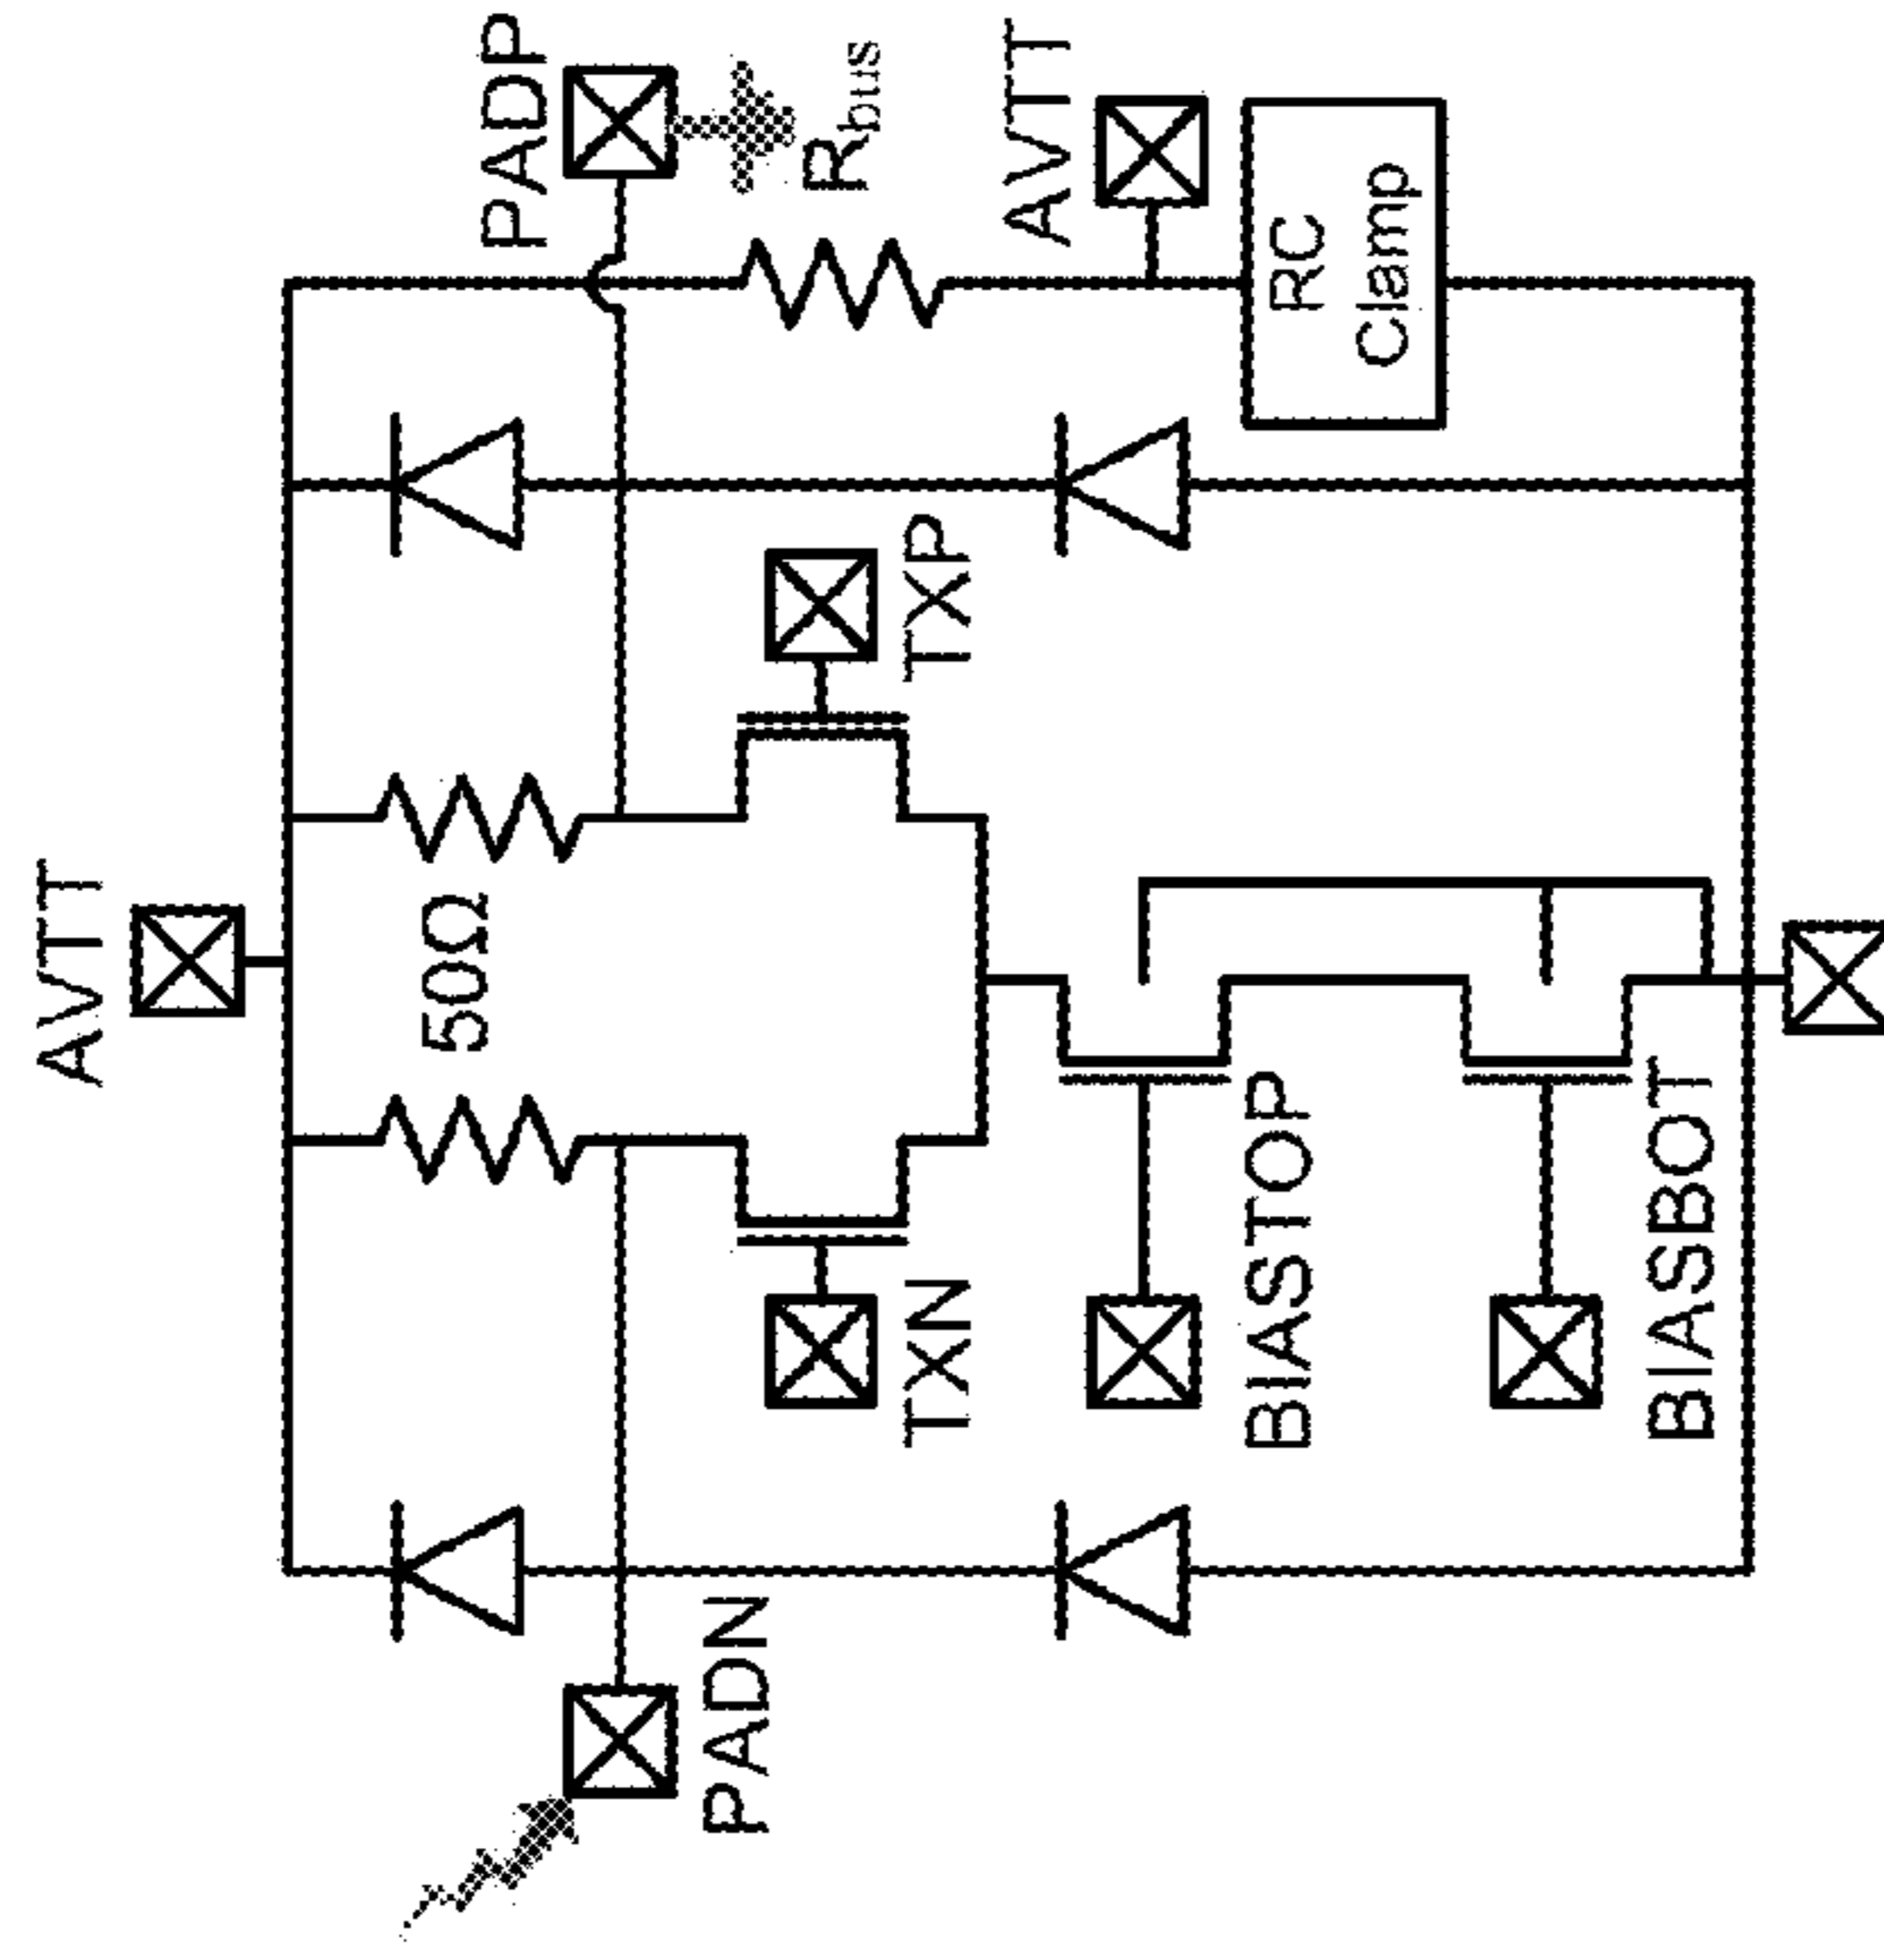 AVTT
50Ω
PADP
Rbus
AVTT
RC
Clamp
TXP
TXN
PADN
BIASTOP
BIASBOT